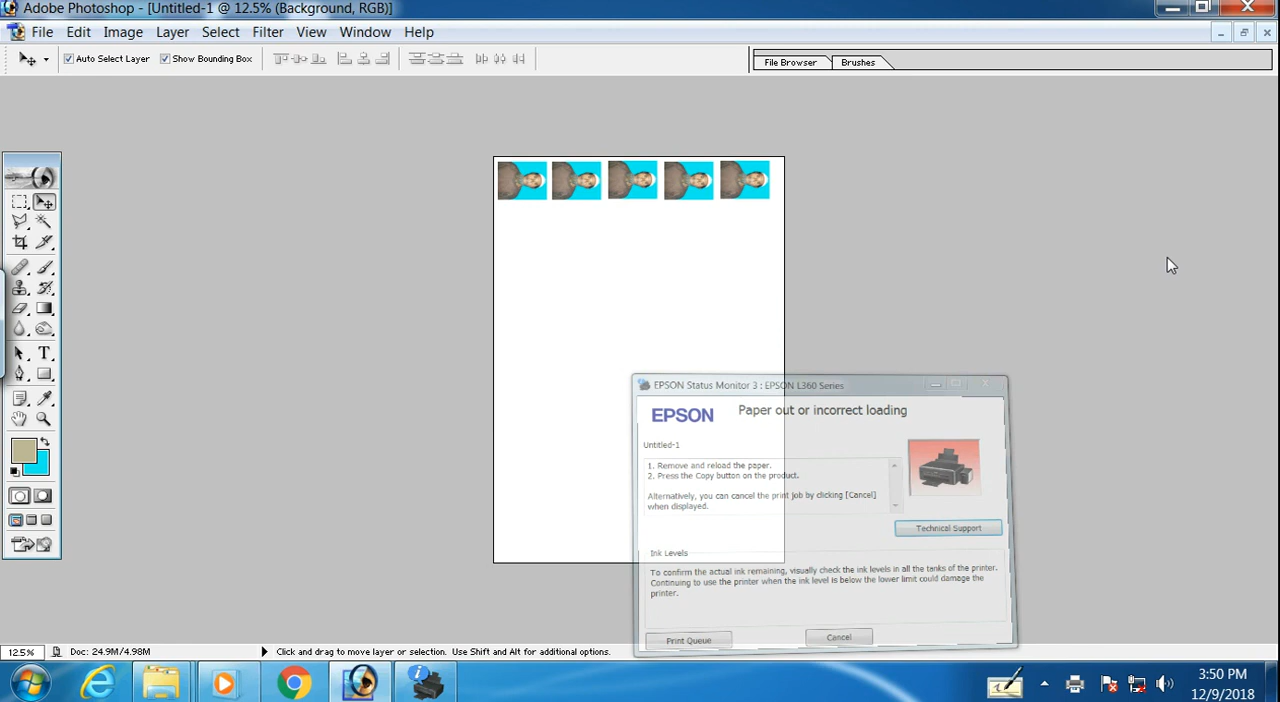 Adobe Photoshop - [Untitled-1 @ 12.5% (Background, RGB)]
File Edit Image Layer Select Filter View Window Help
Auto Select Layer Show Bounding Box File Browser Brushes
T
EPSON Status Monitor 3 : EPSON L360 Series
EPSON Paper out or incorrect loading
Untitled-1
1. Remove and reload the paper.
2. Press the Copy button on the product.
Alternatively, you can cancel the print job by clicking [Cancel]
when displayed.
Technical Support
Ink Levels
To confirm the actual ink remaining, visually check the ink levels in all the tanks of the printer.
Continuing to use the printer when the ink level is below the lower limit could damage the
printer.
Print Queue Cancel
12.5% Doc: 24.9M/4.98M Click and drag to move layer or selection. Use Shift and Alt for additional options.
3:50 PM
12/9/2018